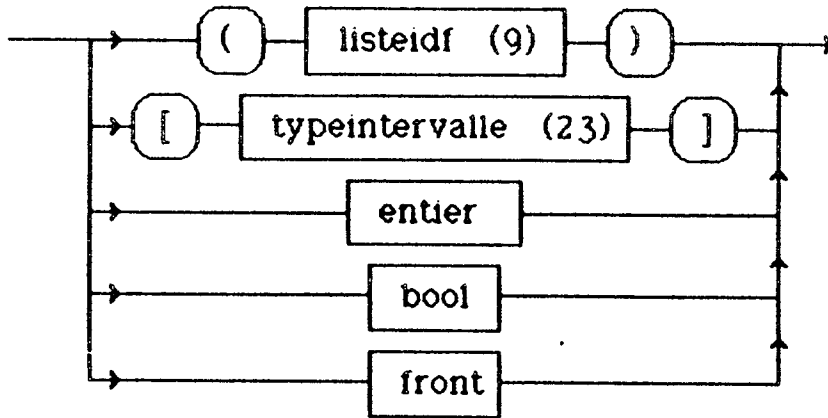 ( listeidf (9) )
[ typeintervalle (23) ]
entier
bool
front